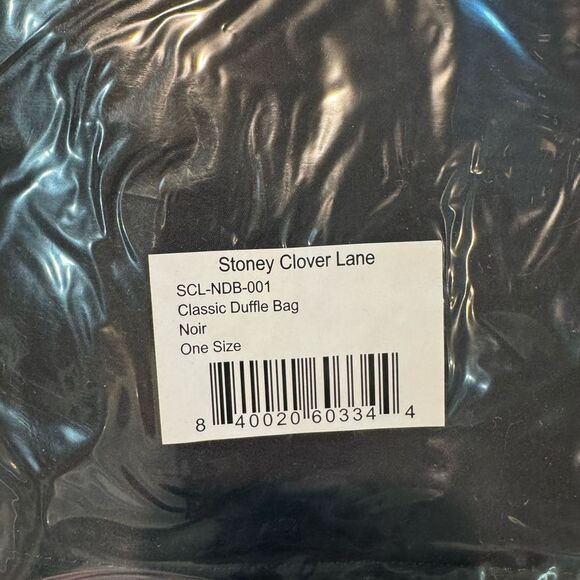 Stoney Clover Lane
SCL-NDB-001
Classic Duffle Bag
Noir
One Size
8 40020 60334 4